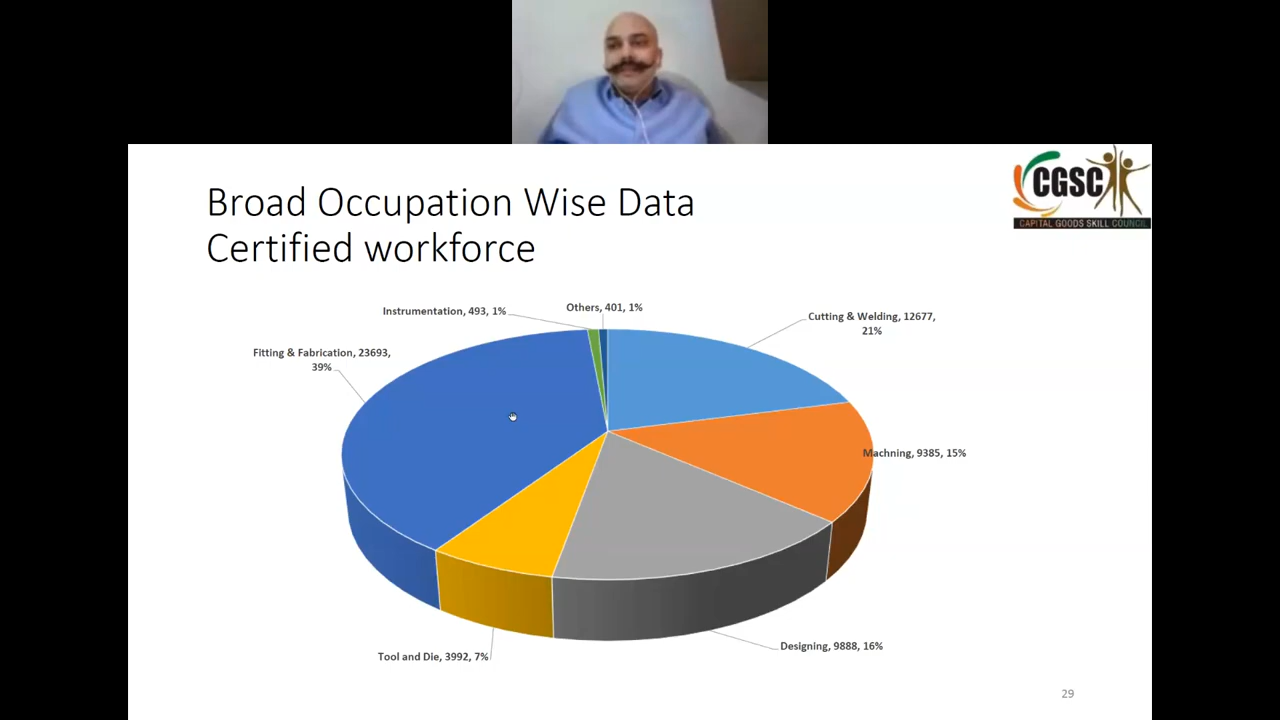 CGSC
CAPITAL GOODS SKILL COUNCIL
Broad Occupation Wise Data
Certified workforce
Instrumentation, 493, 1%
Others, 401, 1%
Cutting & Welding, 12677,
21%
Fitting & Fabrication, 23693,
39%
Machning, 9385, 15%
Designing, 9888, 16%
Tool and Die, 3992, 7%
29